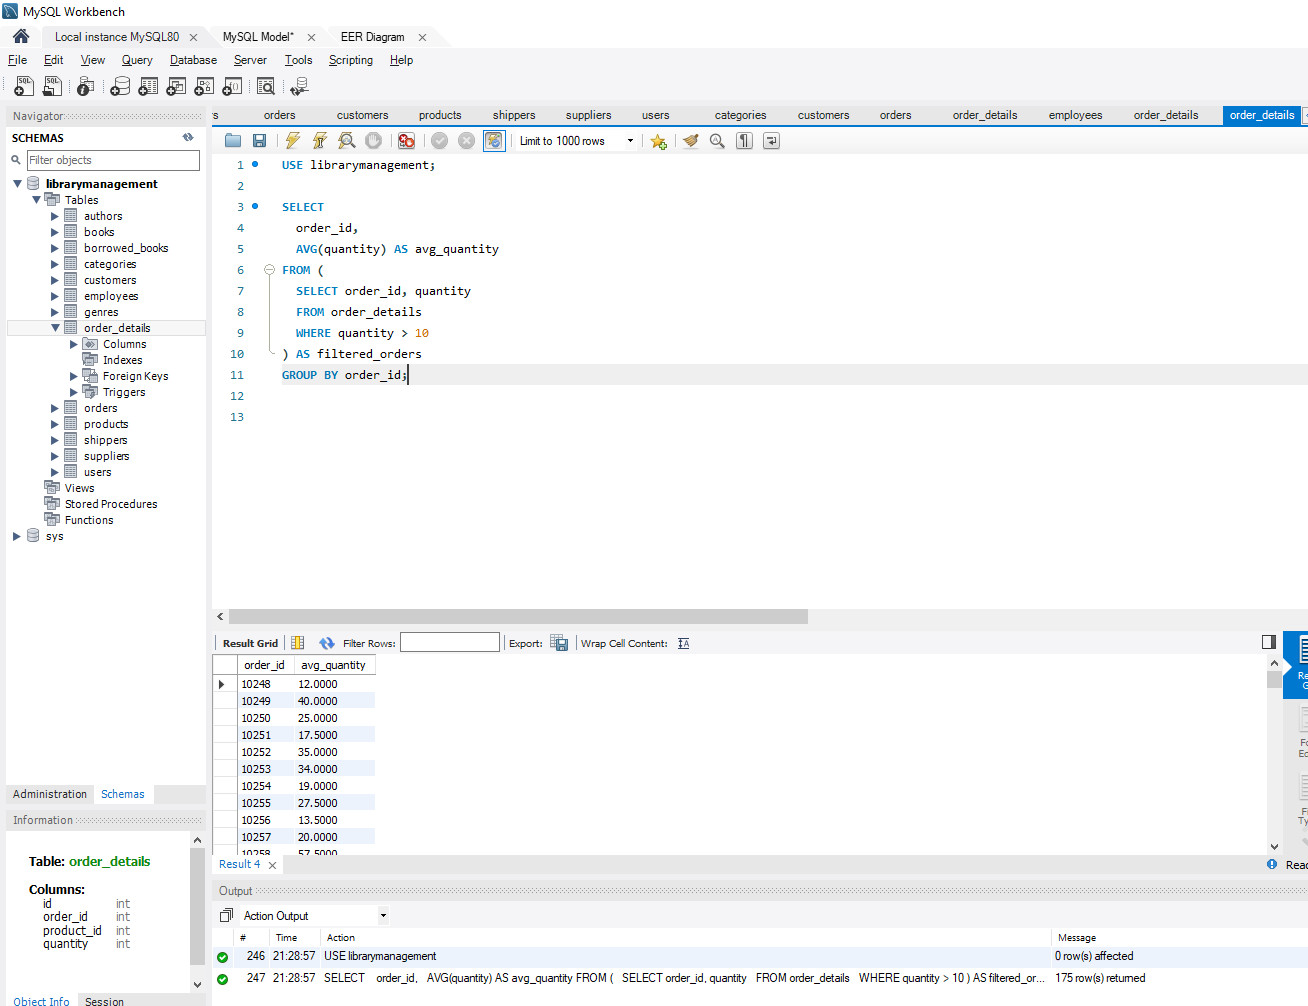 MySQL Workbench
Local instance MySQL80
MySQL Model*
EER Diagram
File Edit View Query Database Server Tools Scripting Help
Navigator
SCHEMAS
Filter objects
librarymanagement
Tables
authors
books
borrowed_books
categories
customers
employees
genres
order_details
Columns
Indexes
Foreign Keys
Triggers
orders
products
shippers
suppliers
users
Views
Stored Procedures
Functions
sys
Administration Schemas
Information
Table: order_details
Columns:
id int
order_id int
product_id int
quantity int
Object Info Session
orders customers products shippers suppliers users categories customers orders order_details employees order_details order_details
Limit to 1000 rows
1 USE librarymanagement;
2
3 SELECT
4 order_id,
5 AVG(quantity) AS avg_quantity
6 FROM (
7 SELECT order_id, quantity
8 FROM order_details
9 WHERE quantity > 10
10 ) AS filtered_orders
11 GROUP BY order_id;
12
13
Result Grid Filter Rows: Export: Wrap Cell Content:
order_id avg_quantity
10248 12.0000
10249 40.0000
10250 25.0000
10251 17.5000
10252 35.0000
10253 34.0000
10254 19.0000
10255 27.5000
10256 13.5000
10257 20.0000
10258 57.5000
Result 4
Output
Action Output
# Time Action Message
246 21:28:57 USE librarymanagement 0 row(s) affected
247 21:28:57 SELECT order_id, AVG(quantity) AS avg_quantity FROM ( SELECT order_id, quantity FROM order_details WHERE quantity > 10 ) AS filtered_or... 175 row(s) returned